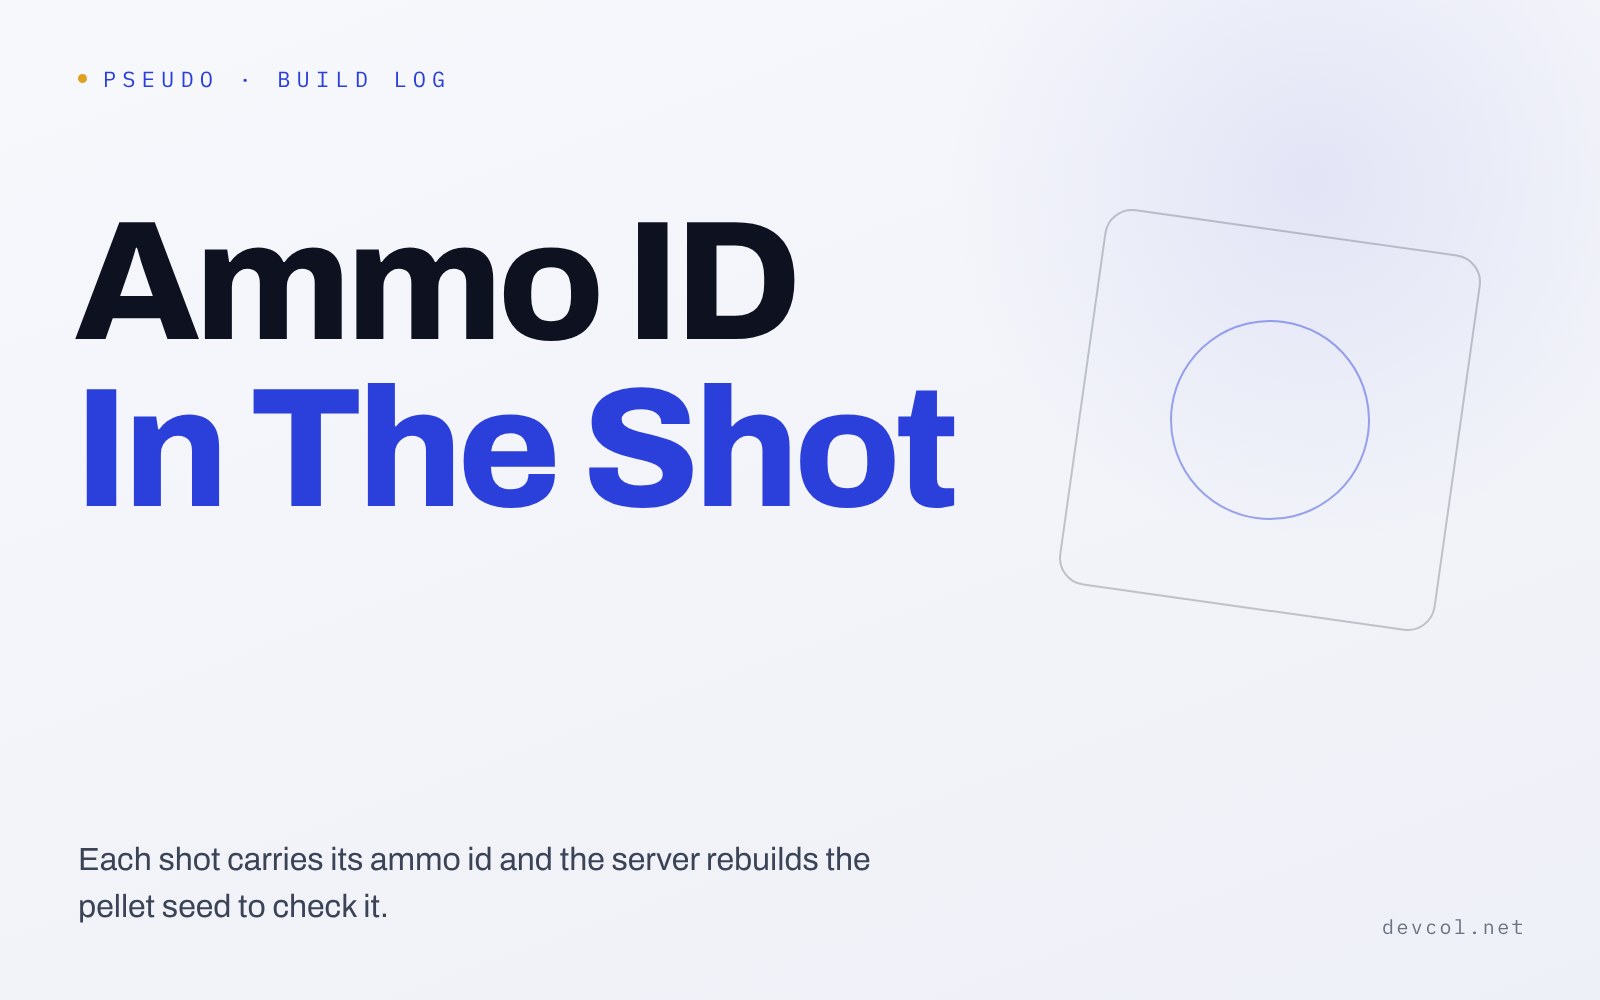 PSEUDO · BUILD LOG
Ammo ID
In The Shot
Each shot carries its ammo id and the server rebuilds the
pellet seed to check it.
devcol.net